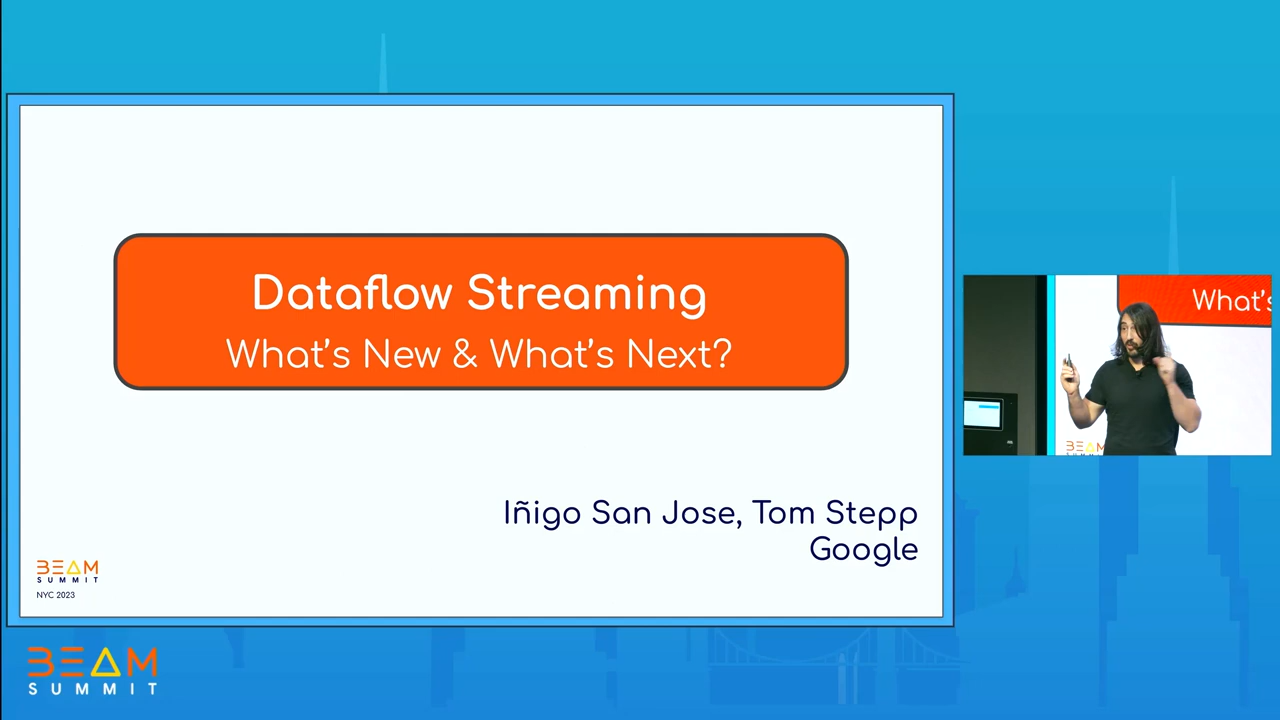 Dataflow Streaming
What's New & What's Next?
Iñigo San Jose, Tom Stepp
Google
BEAM
SUMMIT
NYC 2023
What's
BEAM
BEAM
SUMMIT